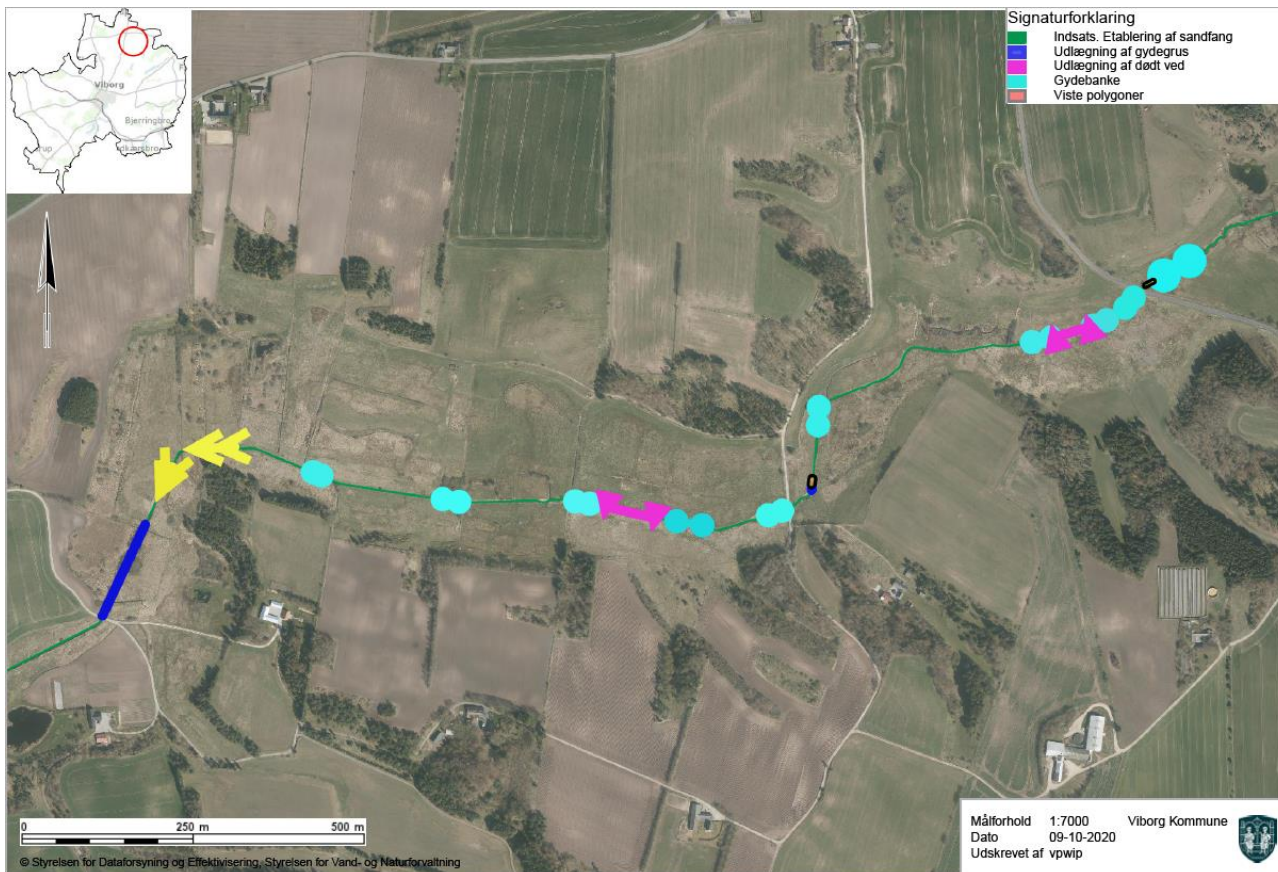 Signaturforklaring
Indsats. Etablering af sandfang
Udlægning af gydegrus
Udlægning af dødt ved
Gydebanke
Viste polygoner
Viborg
Bjerringbro
0 250 m 500 m
© Styrelsen for Dataforsyning og Effektivisering, Styrelsen for Vand- og Naturforvaltning
Målforhold 1:7000 Viborg Kommune
Dato 09-10-2020
Udskrevet af vpwip